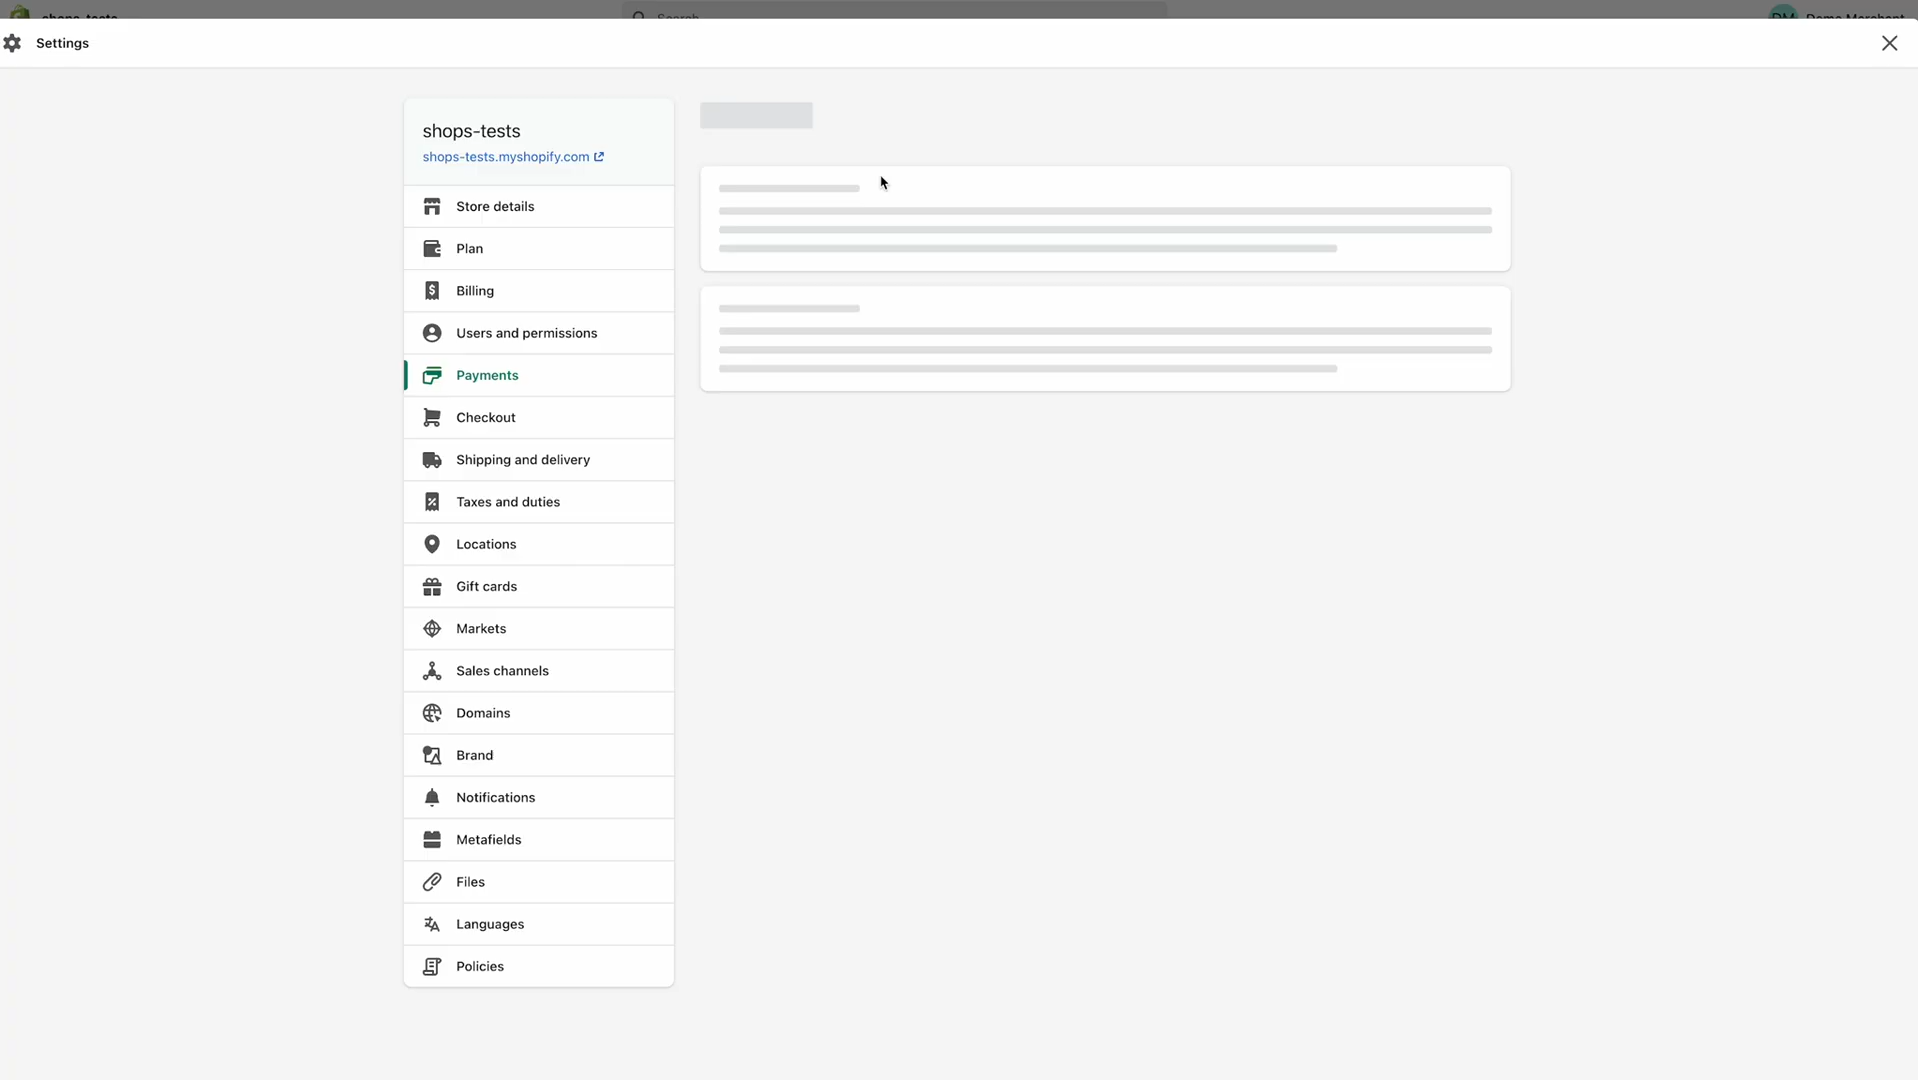 Settings
shops-tests
shops-tests.myshopify.com
Store details
Plan
Billing
Users and permissions
Payments
Checkout
Shipping and delivery
Taxes and duties
Locations
Gift cards
Markets
Sales channels
Domains
Brand
Notifications
Metafields
Files
Languages
Policies